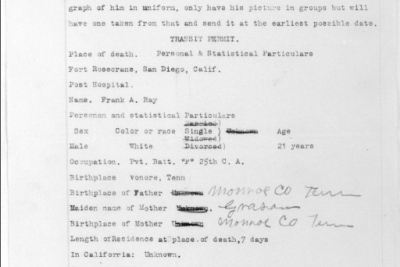 graph of him in uniform, only have his picture in groups but will
have one taken from that and send it at the earliest possible date.
TRANSIT PERMIT.
Place of death. Personal & Statistical Particulars
Fort Rosecrans, San Diego, Calif.
Post Hospital.
Name. Frank A. Ray
Personan and statistical Particulars
Married)
Sex Color or race Single } Unknown Age
Widowed)
Male White Divorced) 21 years
Occupation. Pvt. Batt. "F" 25th C. A.
Birthplace Vonore, Tenn
Birthplace of Father Unknown Monroe Co Tenn
Maiden name of Mother Unknown. Graham
Birthplace of Mother Unknown Monroe Co Tenn
Length of Residence at place of death, 7 days
In California: Unknown.